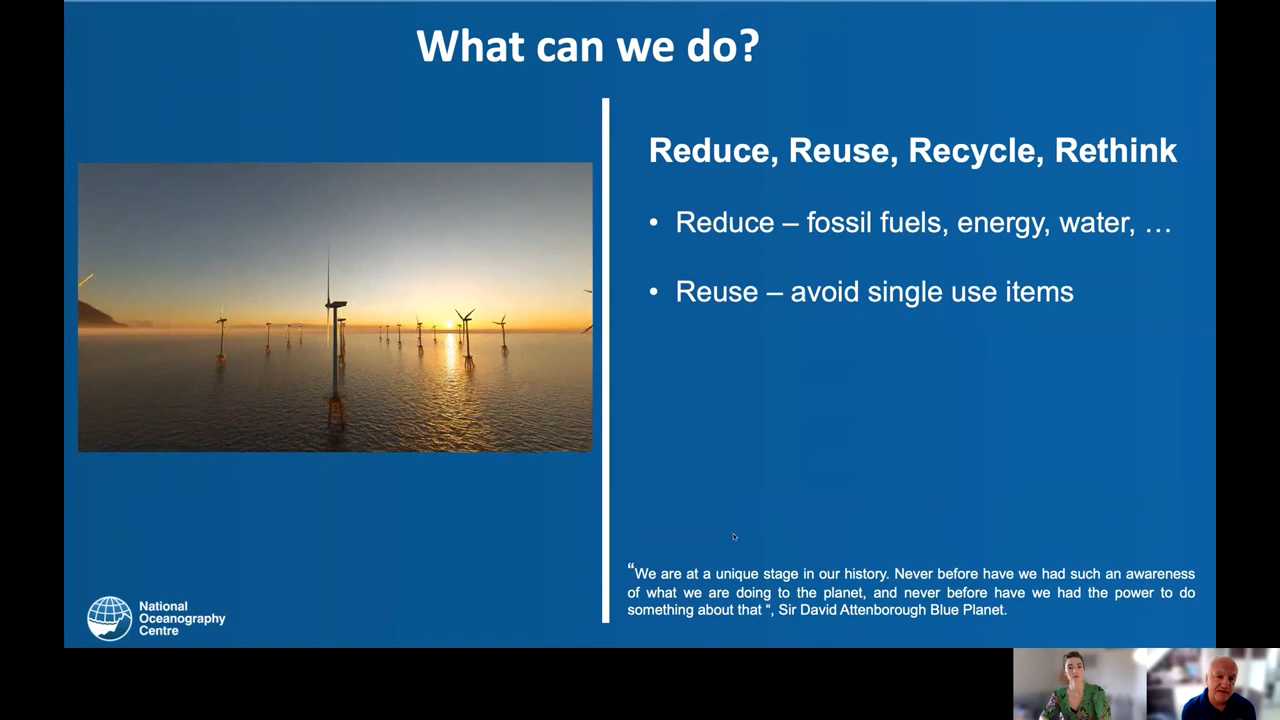 What can we do?
Reduce, Reuse, Recycle, Rethink
• Reduce – fossil fuels, energy, water, …
• Reuse – avoid single use items
“We are at a unique stage in our history. Never before have we had such an awareness
of what we are doing to the planet, and never before have we had the power to do
something about that “, Sir David Attenborough Blue Planet.
National
Oceanography
Centre